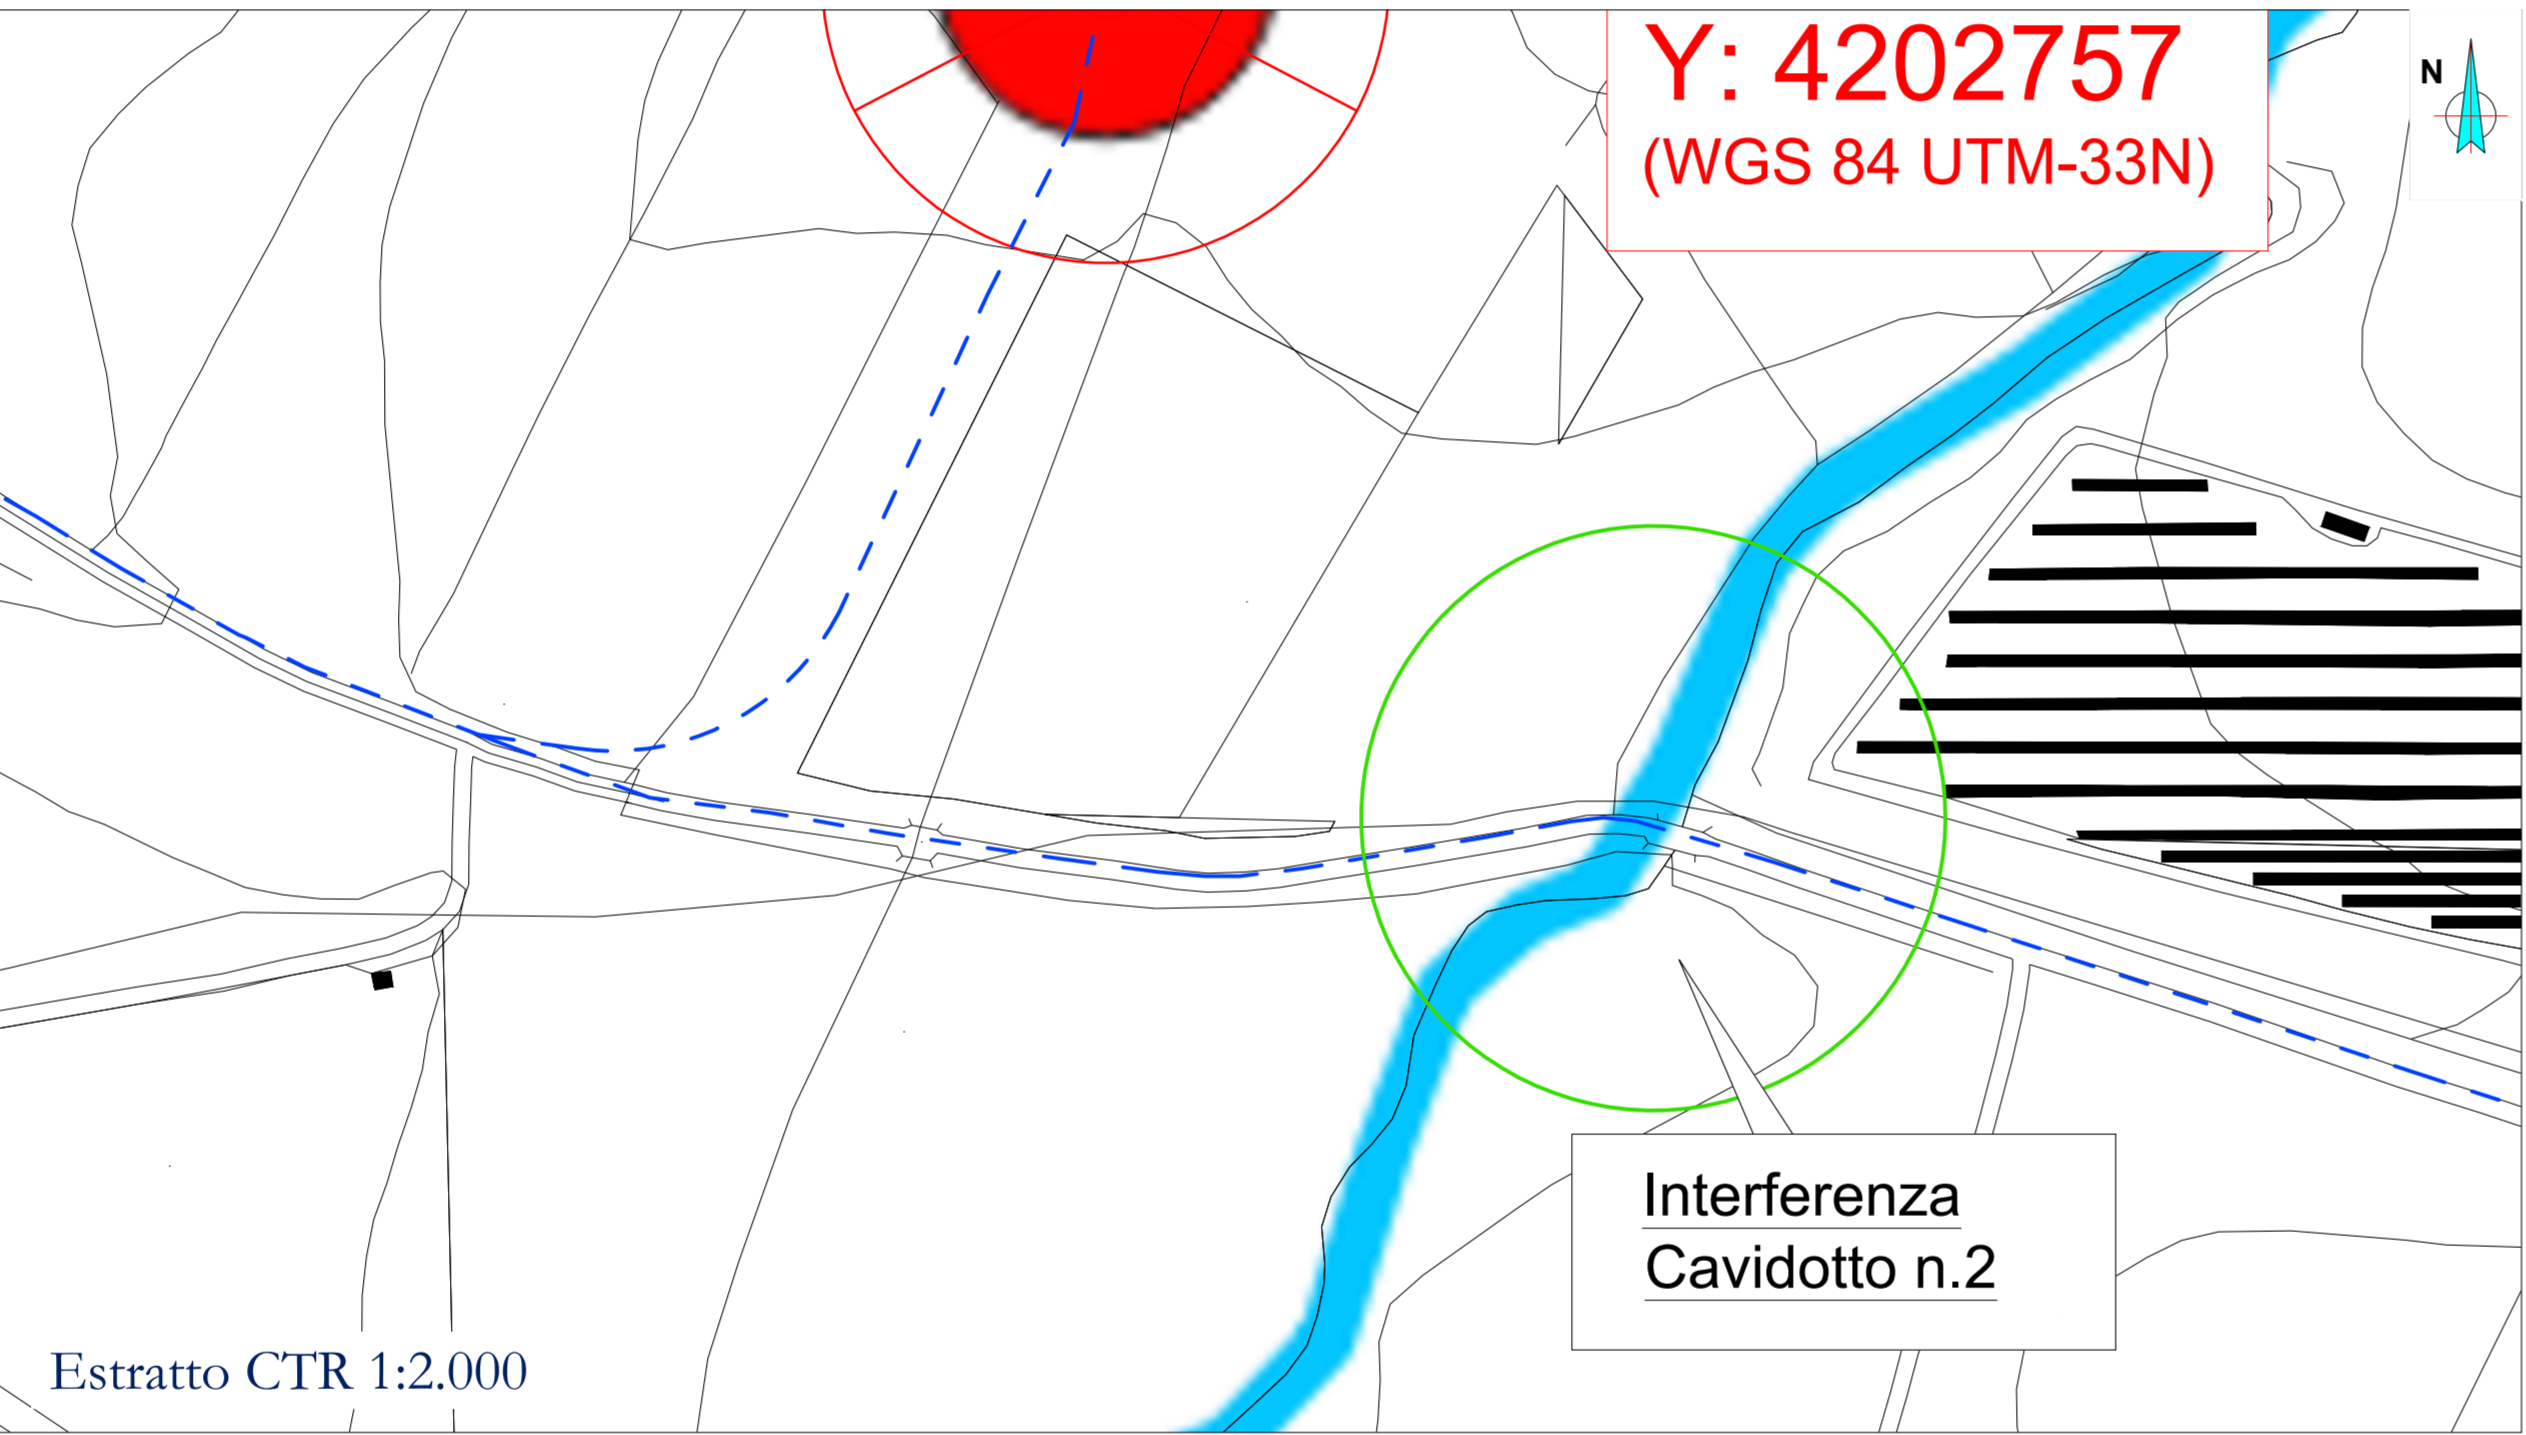 Y: 4202757
(WGS 84 UTM-33N)
N
Interferenza
Cavidotto n.2
Estratto CTR 1:2.000